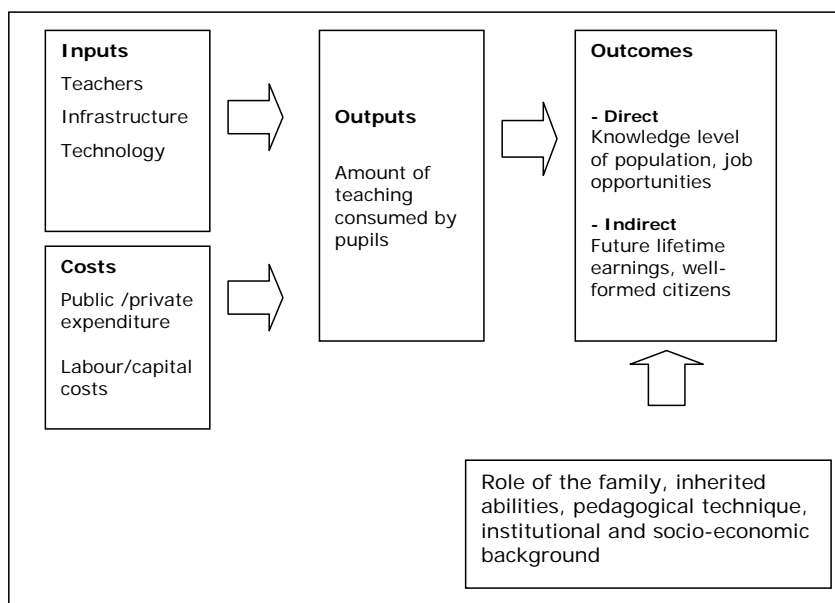 Inputs
Teachers
Infrastructure
Technology
Costs
Public /private
expenditure
Labour/capital
costs
Outputs
Amount of
teaching
consumed by
pupils
Outcomes
- Direct
Knowledge level
of population, job
opportunities
- Indirect
Future lifetime
earnings, well-
formed citizens
Role of the family, inherited
abilities, pedagogical technique,
institutional and socio-economic
background